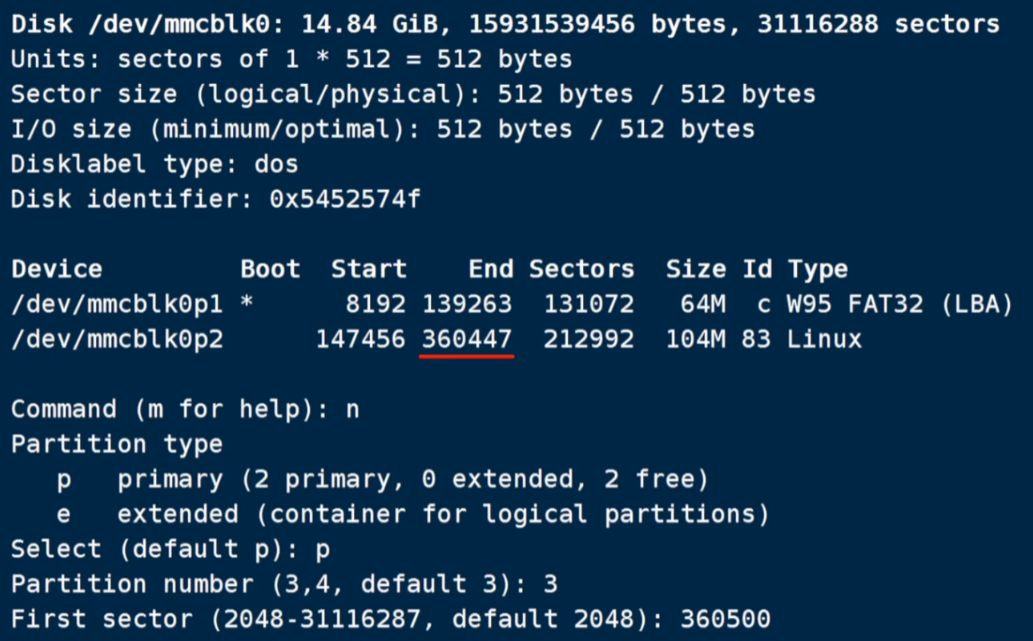 Disk /dev/mmcblk0: 14.84 GiB, 15931539456 bytes, 31116288 sectors
Units: sectors of 1 * 512 = 512 bytes
Sector size (logical/physical): 512 bytes / 512 bytes
I/O size (minimum/optimal): 512 bytes / 512 bytes
Disklabel type: dos
Disk identifier: 0x5452574f
Device         Boot  Start    End Sectors  Size Id Type
/dev/mmcblk0p1 *      8192 139263  131072   64M  c W95 FAT32 (LBA)
/dev/mmcblk0p2      147456 360447  212992  104M 83 Linux
Command (m for help): n
Partition type
   p   primary (2 primary, 0 extended, 2 free)
   e   extended (container for logical partitions)
Select (default p): p
Partition number (3,4, default 3): 3
First sector (2048-31116287, default 2048): 360500